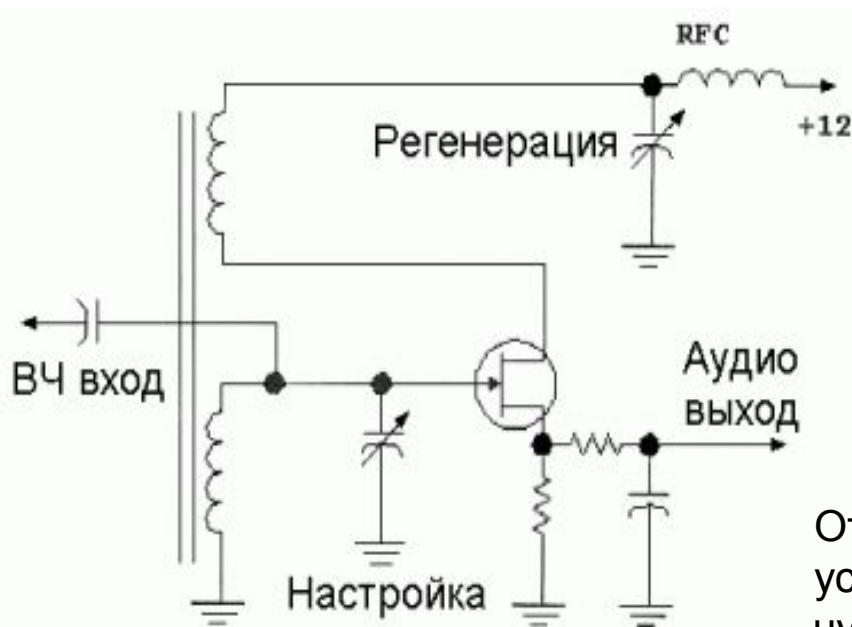 RFC
+12
Регенерация
ВЧ вход
Аудио
выход
Настройка